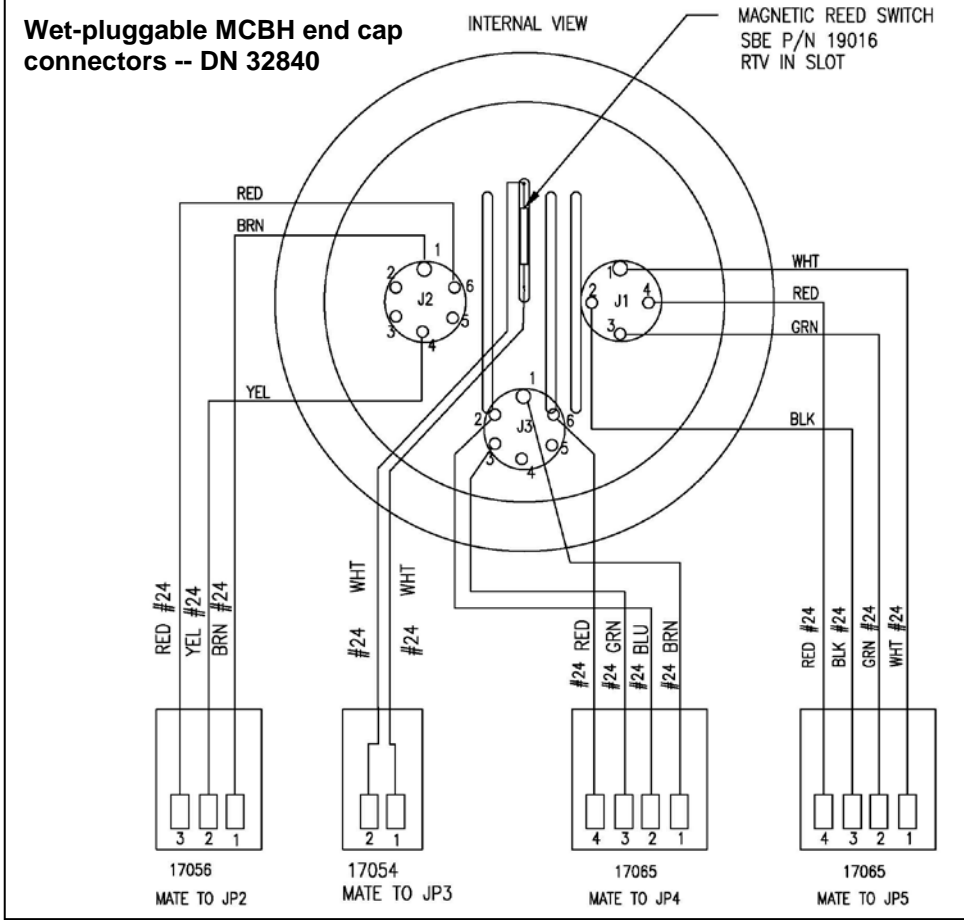 Wet-pluggable MCBH end cap
connectors -- DN 32840
INTERNAL VIEW
MAGNETIC REED SWITCH
SBE P/N 19016
RTV IN SLOT
RED
BRN
YEL
1
2
3
4
5
6
J2
WHT
RED
GRN
BLK
1
2
3
4
J1
1
2
3
4
5
6
J3
RED #24
YEL #24
BRN #24
#24 WHT
#24 WHT
#24 RED
#24 GRN
#24 BLU
#24 BRN
RED #24
BLK #24
GRN #24
WHT #24
3 2 1
2 1
4 3 2 1
4 3 2 1
17056
MATE TO JP2
17054
MATE TO JP3
17065
MATE TO JP4
17065
MATE TO JP5